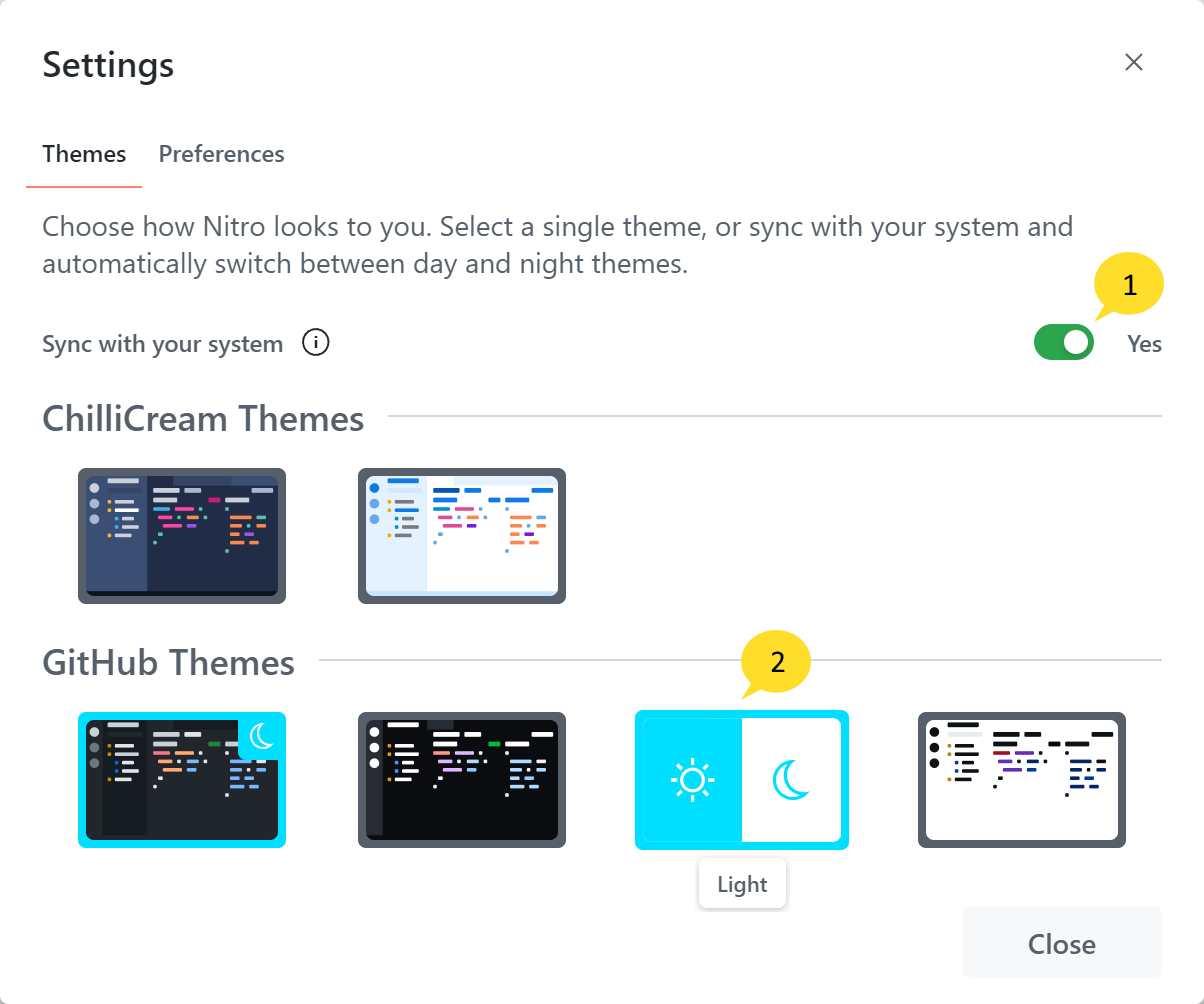 Settings
Themes
Preferences
Choose how Nitro looks to you. Select a single theme, or sync with your system and
automatically switch between day and night themes.
1
Sync with your system
Yes
ChilliCream Themes
GitHub Themes
2
Light
Close